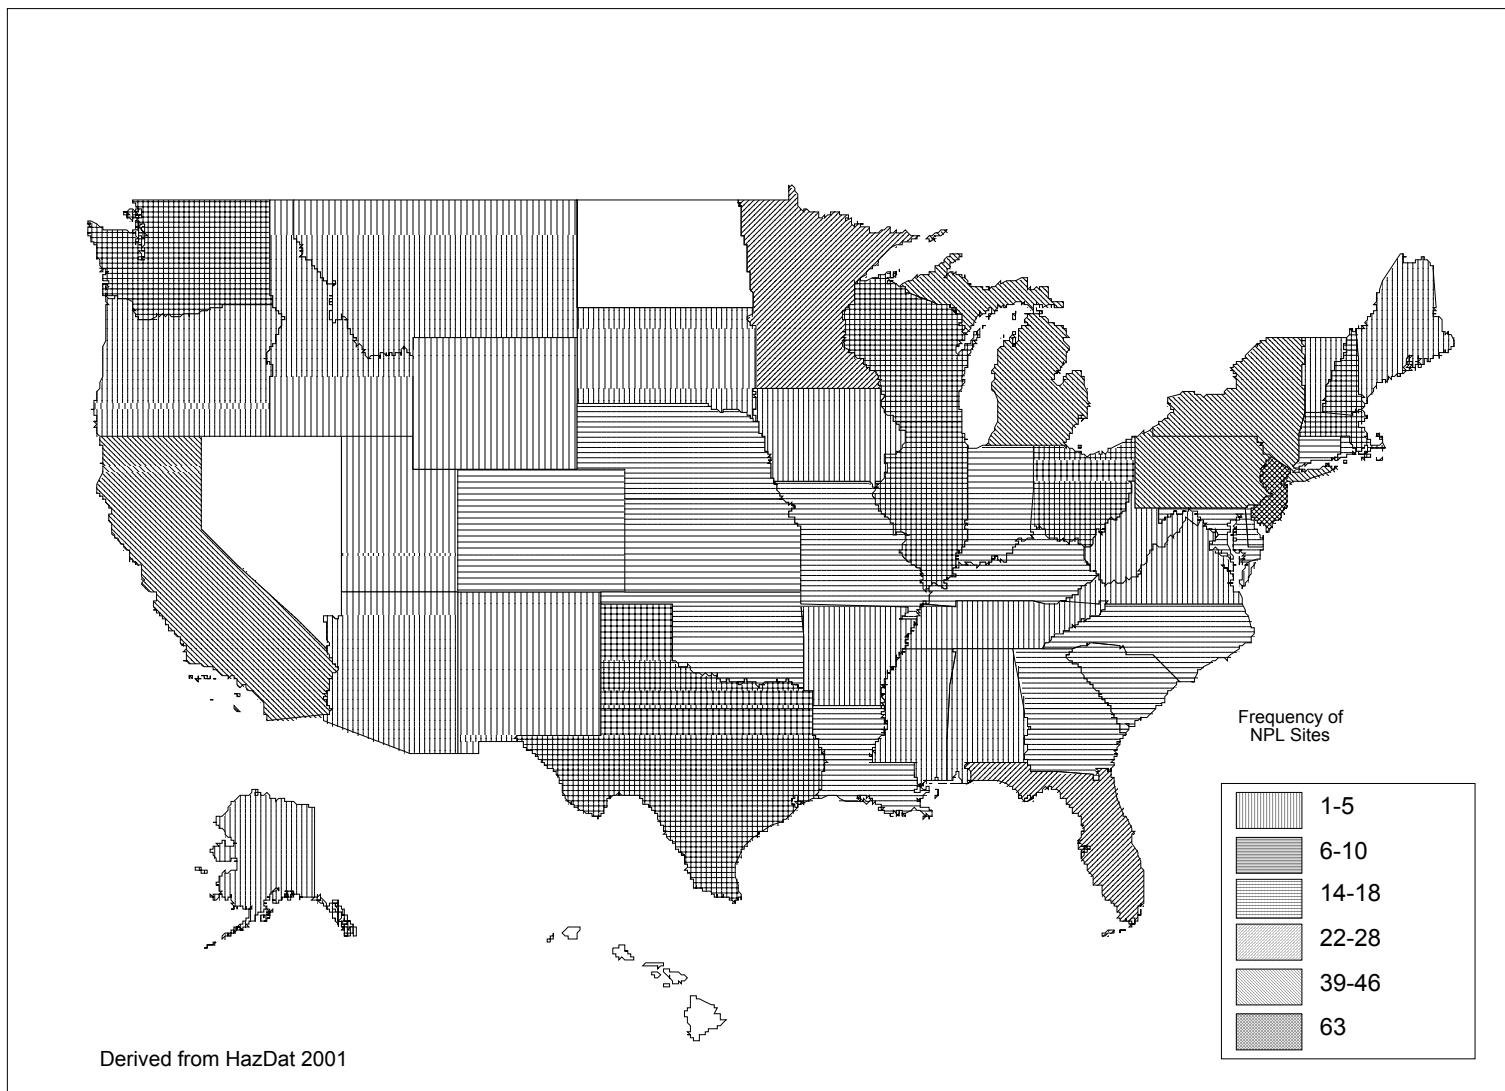 Frequency of
NPL Sites
1-5
6-10
14-18
22-28
39-46
63
Derived from HazDat 2001